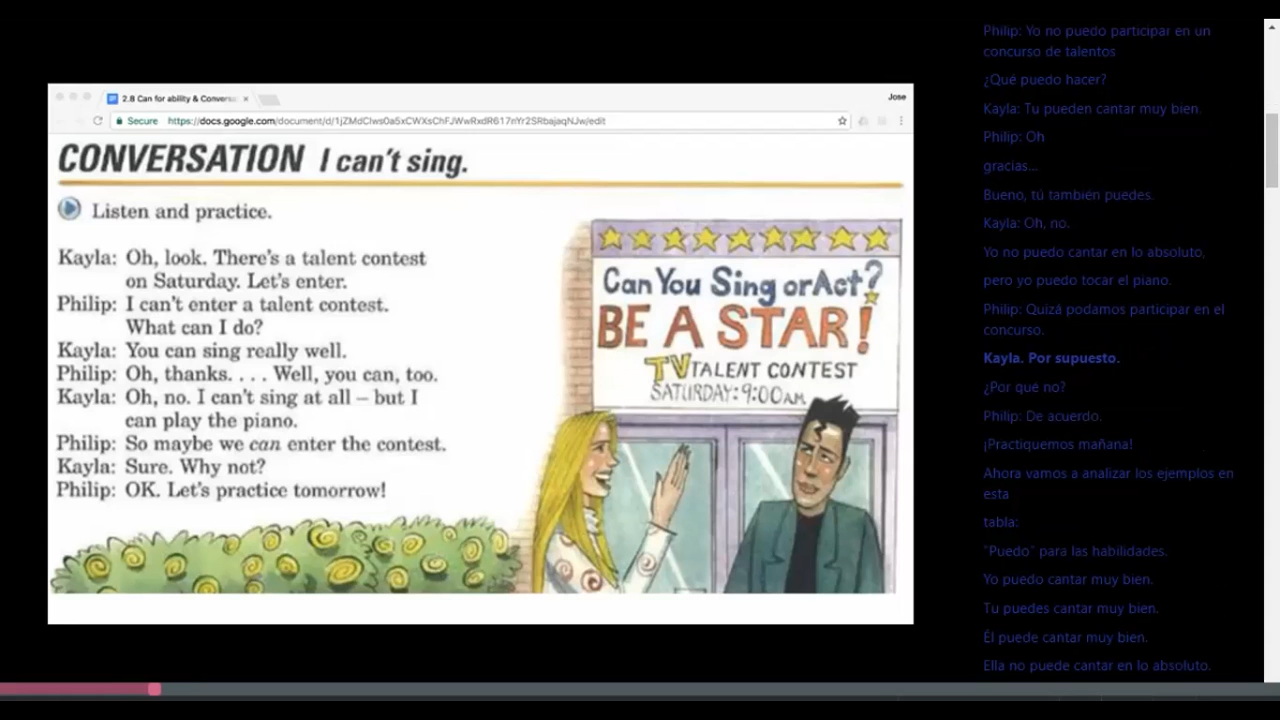 2.8 Can for ability & Conversa
Jose
Secure https://docs.google.com/document/d/1jZMdCIws0a5xCWXsChFJWwRxdR617nYr2SRbajaqNJw/edit
CONVERSATION I can't sing.
Listen and practice.
Kayla: Oh, look. There's a talent contest
on Saturday. Let's enter.
Philip: I can't enter a talent contest.
What can I do?
Kayla: You can sing really well.
Philip: Oh, thanks. . . . Well, you can, too.
Kayla: Oh, no. I can't sing at all – but I
can play the piano.
Philip: So maybe we can enter the contest.
Kayla: Sure. Why not?
Philip: OK. Let's practice tomorrow!
Can You Sing or Act?
BE A STAR!
TV TALENT CONTEST
SATURDAY: 9:00 AM
Philip: Yo no puedo participar en un
concurso de talentos
¿Qué puedo hacer?
Kayla: Tu pueden cantar muy bien.
Philip: Oh
gracias...
Bueno, tú también puedes.
Kayla: Oh, no.
Yo no puedo cantar en lo absoluto,
pero yo puedo tocar el piano.
Philip: Quizá podamos participar en el
concurso.
Kayla. Por supuesto.
¿Por qué no?
Philip: De acuerdo.
¡Practiquemos mañana!
Ahora vamos a analizar los ejemplos en
esta
tabla:
"Puedo" para las habilidades.
Yo puedo cantar muy bien.
Tu puedes cantar muy bien.
Él puede cantar muy bien.
Ella no puede cantar en lo absoluto.